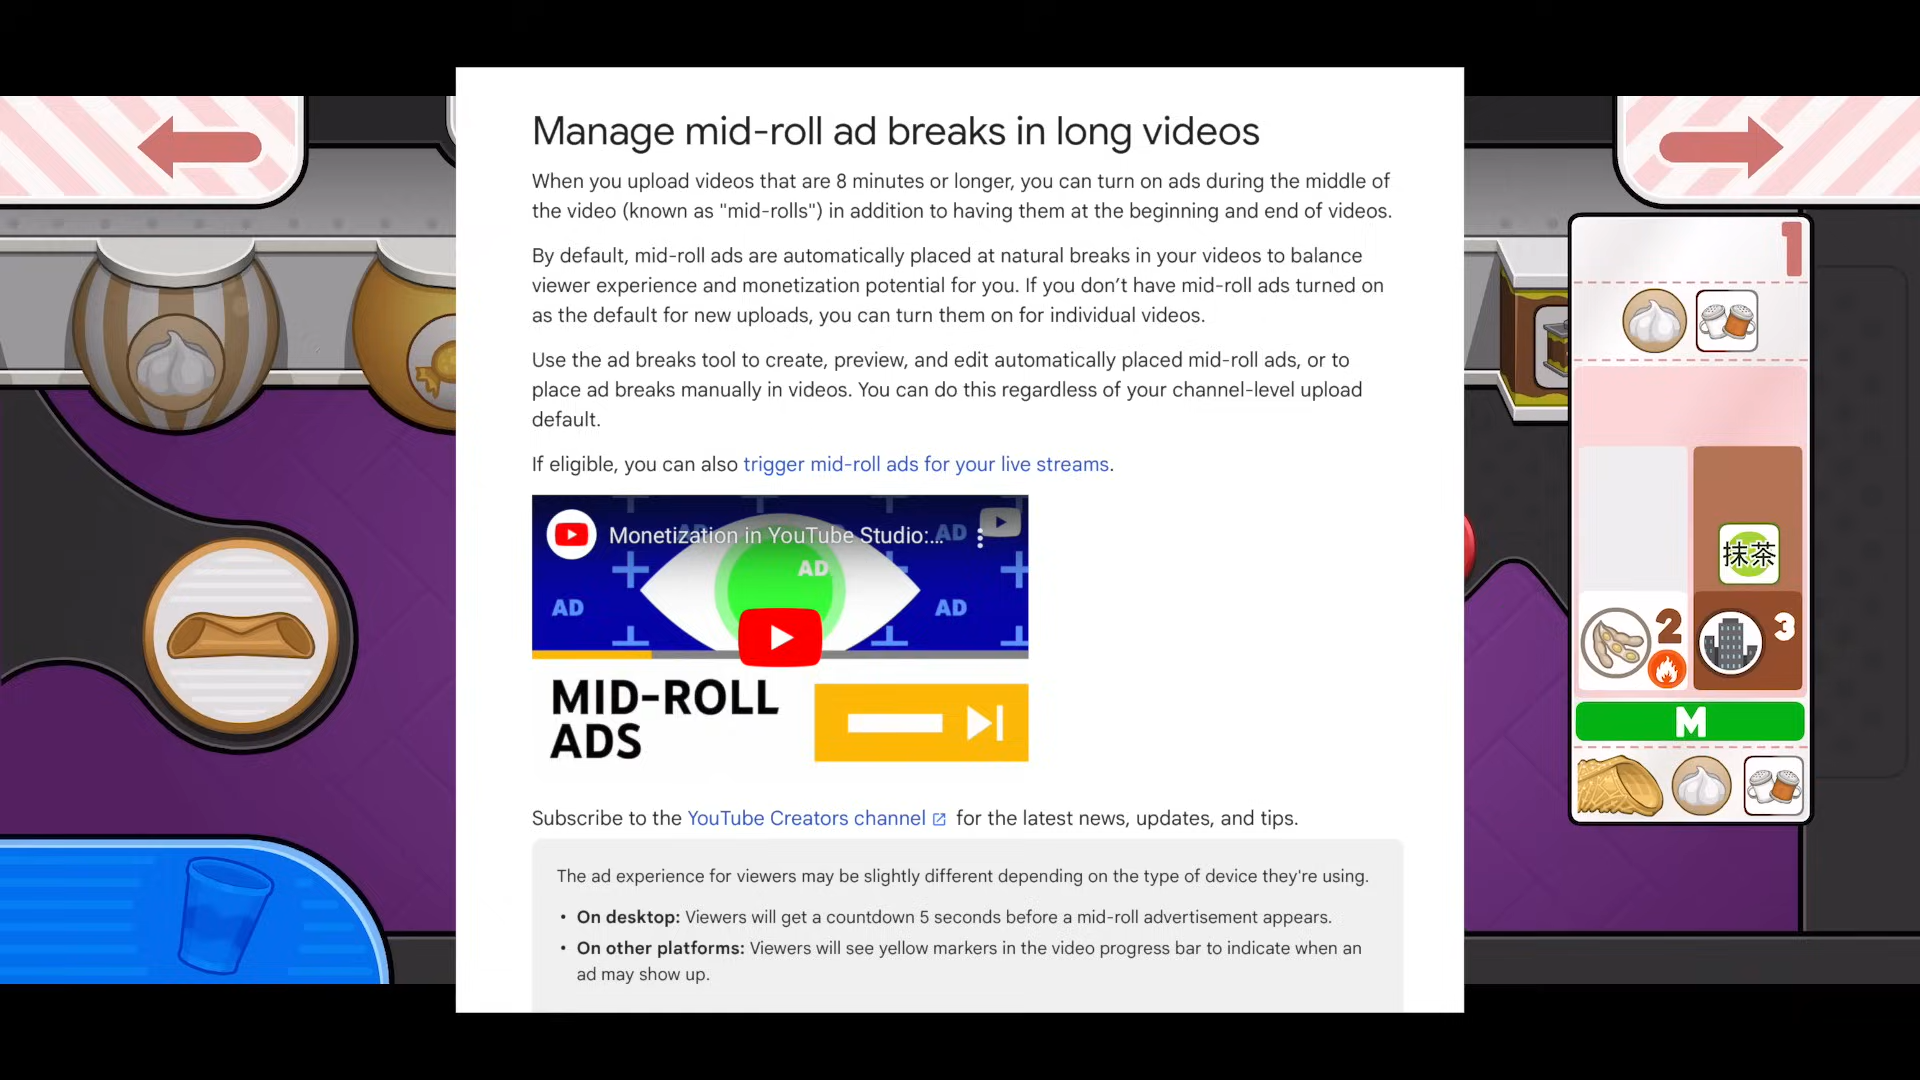 Manage mid-roll ad breaks in long videos
When you upload videos that are 8 minutes or longer, you can turn on ads during the middle of
the video (known as "mid-rolls") in addition to having them at the beginning and end of videos.
By default, mid-roll ads are automatically placed at natural breaks in your videos to balance
viewer experience and monetization potential for you. If you don’t have mid-roll ads turned on
as the default for new uploads, you can turn them on for individual videos.
Use the ad breaks tool to create, preview, and edit automatically placed mid-roll ads, or to
place ad breaks manually in videos. You can do this regardless of your channel-level upload
default.
If eligible, you can also trigger mid-roll ads for your live streams.
Monetization in YouTube Studio:...
AD
AD
AD
AD
AD
MID-ROLL
ADS
Subscribe to the YouTube Creators channel for the latest news, updates, and tips.
The ad experience for viewers may be slightly different depending on the type of device they're using.
• On desktop: Viewers will get a countdown 5 seconds before a mid-roll advertisement appears.
• On other platforms: Viewers will see yellow markers in the video progress bar to indicate when an
ad may show up.
1
抹茶
2
3
M